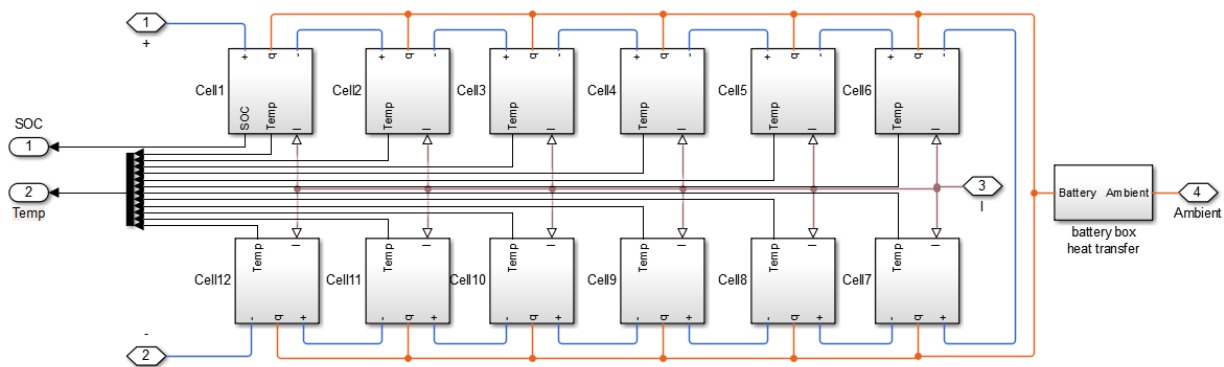 1
+
+
q
-
+
q
-
+
q
-
+
q
-
+
q
-
+
q
-
Cell1
Cell2
Cell3
Cell4
Cell5
Cell6
SOC
Temp
I
Temp
I
Temp
I
Temp
I
Temp
I
Temp
I
SOC
1
2
Temp
3
I
Battery
Ambient
4
Ambient
battery box
heat transfer
Temp
I
Temp
I
Temp
I
Temp
I
Temp
I
Temp
I
Cell12
Cell11
Cell10
Cell9
Cell8
Cell7
-
q
+
-
q
+
-
q
+
-
q
+
-
q
+
-
q
+
-
2